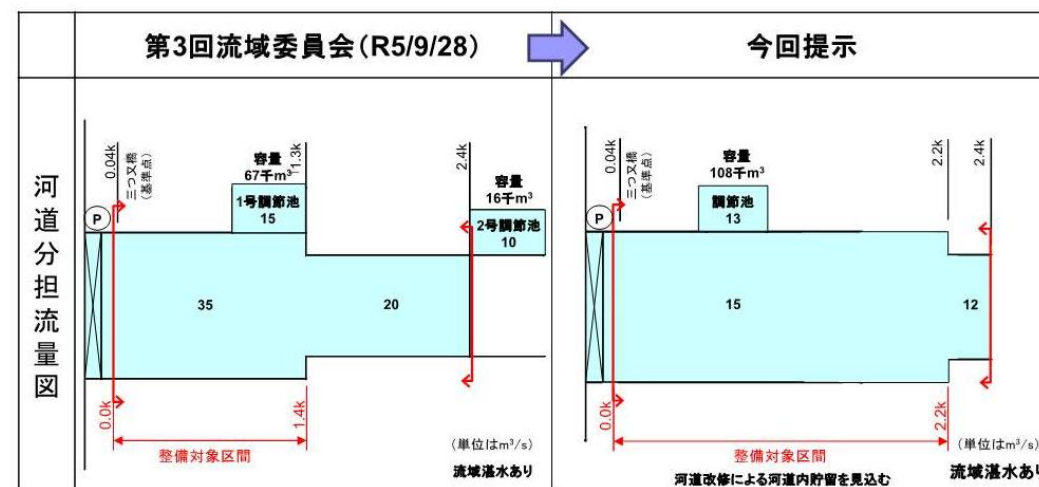 第3回流域委員会(R5/9/28)
今回提示
河道分担流量図
0.04k
三つ又橋
(基準点)
1.3k
2.4k
容量
67千m³
1号調節池
15
容量
16千m³
2号調節池
10
P
35
20
0.0k
1.4k
整備対象区間
(単位はm³/s)
流域湛水あり
0.04k
三つ又橋
(基準点)
2.2k
2.4k
容量
108千m³
調節池
13
P
15
12
0.0k
2.2k
整備対象区間
(単位はm³/s)
河道改修による河道内貯留を見込む
流域湛水あり